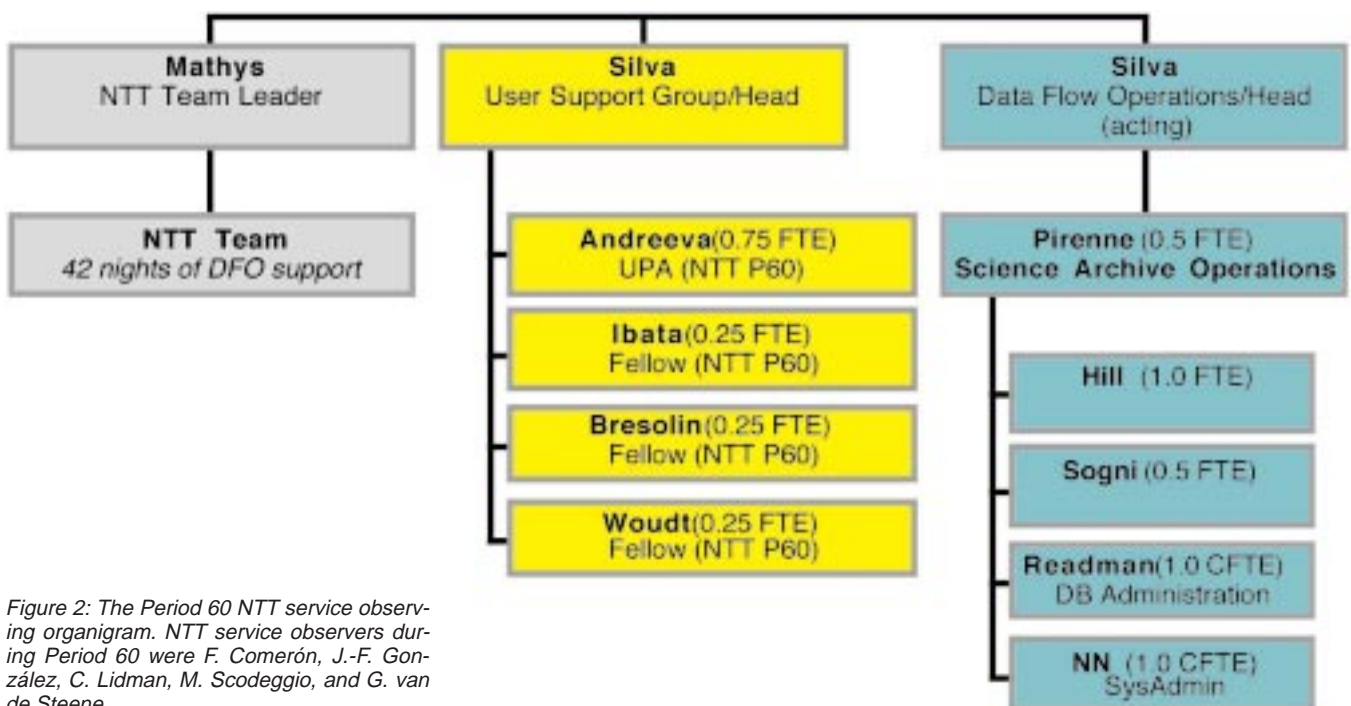 Mathys
NTT Team Leader
NTT Team
42 nights of DFO support
Silva
User Support Group/Head
Andreeva(0.75 FTE)
UPA (NTT P60)
Ibata(0.25 FTE)
Fellow (NTT P60)
Bresolin(0.25 FTE)
Fellow (NTT P60)
Woudt(0.25 FTE)
Fellow (NTT P60)
Silva
Data Flow Operations/Head
(acting)
Pirenne (0.5 FTE)
Science Archive Operations
Hill (1.0 FTE)
Sogni (0.5 FTE)
Readman(1.0 CFTE)
DB Administration
NN (1.0 CFTE)
SysAdmin
Figure 2: The Period 60 NTT service observ-
ing organigram. NTT service observers dur-
ing Period 60 were F. Comerón, J.-F. Gon-
zález, C. Lidman, M. Scodeggio, and G. van
de Steene